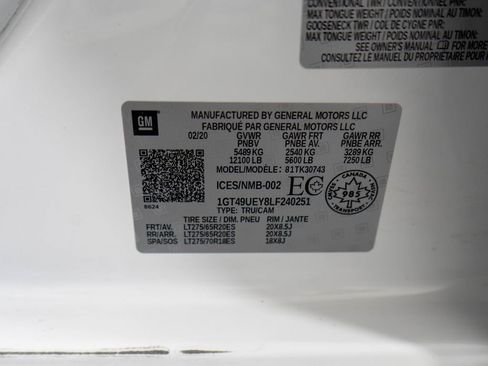 CONVENTIONAL TWR / CONVENTIONNEL PNR:
MAX TONGUE WEIGHT / POIDS NOMINAL AU TIMON:
GOOSENECK TWR / COL DE CYGNE PNR:
MAX TONGUE WEIGHT / POIDS NOMINAL AU TIMON:
SEE OWNER'S MANUAL FOR MORE
CONSULTEZ LE MANUEL DU PROPRIETAIRE POUR
GM
MANUFACTURED BY GENERAL MOTORS LLC
FABRIQUÉ PAR GENERAL MOTORS LLC
02/20 GVWR GAWR FRT GAWR RR
PNBV PNBE AV. PNBE ARR.
5489 KG 2540 KG 3289 KG
12100 LB 5600 LB 7250 LB
MODEL/MODÈLE: 81TK30743
ICES/NMB-002 EC
CANADA
985
8624
1GT49UEY8LF240251
TYPE: TRU/CAM
TIRE SIZE / DIM. DU PNEU RIM / JANTE
FRT/AV. LT275/65R20ES 20X8.5J
RR/ARR. LT275/65R20ES 20X8.5J
SPA/SOS LT275/70R18ES 18X8J